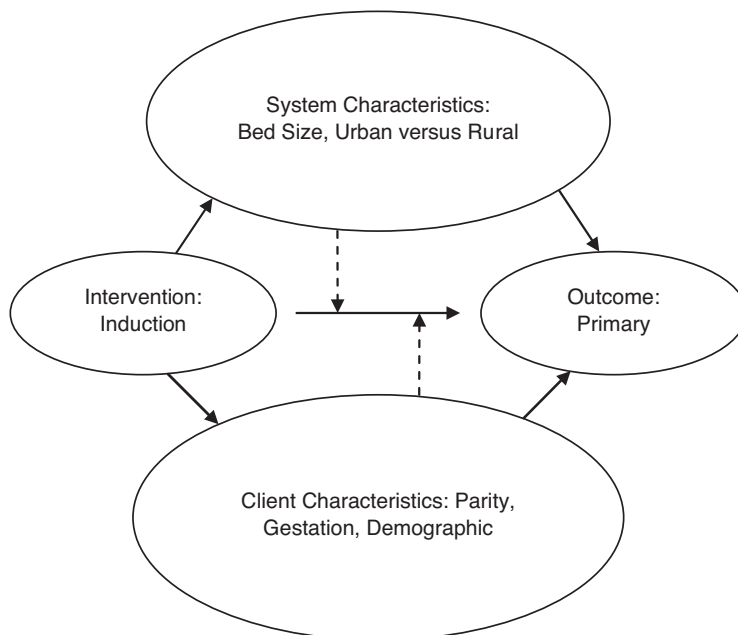 System Characteristics:
Bed Size, Urban versus Rural
Intervention:
Induction
Outcome:
Primary
Client Characteristics: Parity,
Gestation, Demographic